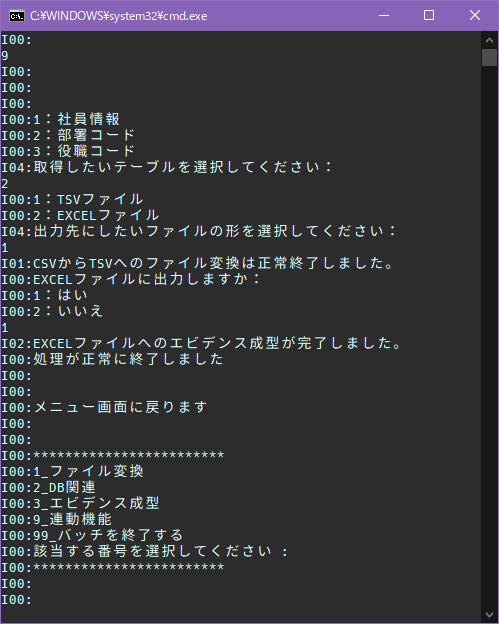 C:¥WINDOWS¥system32¥cmd.exe
I00:
9
I00:
I00:
I00:
I00:1：社員情報
I00:2：部署コード
I00:3：役職コード
I04:取得したいテーブルを選択してください：
2
I00:1：TSVファイル
I00:2：EXCELファイル
I04:出力先にしたいファイルの形を選択してください：
1
I01:CSVからTSVへのファイル変換は正常終了しました。
I00:EXCELファイルに出力しますか：
I00:1：はい
I00:2：いいえ
1
I02:EXCELファイルへのエビデンス成型が完了しました。
I00:処理が正常に終了しました
I00:
I00:
I00:メニュー画面に戻ります
I00:
I00:
I00:************************
I00:1_ファイル変換
I00:2_DB関連
I00:3_エビデンス成型
I00:9_連動機能
I00:99_バッチを終了する
I00:該当する番号を選択してください :
I00:************************
I00:
I00: